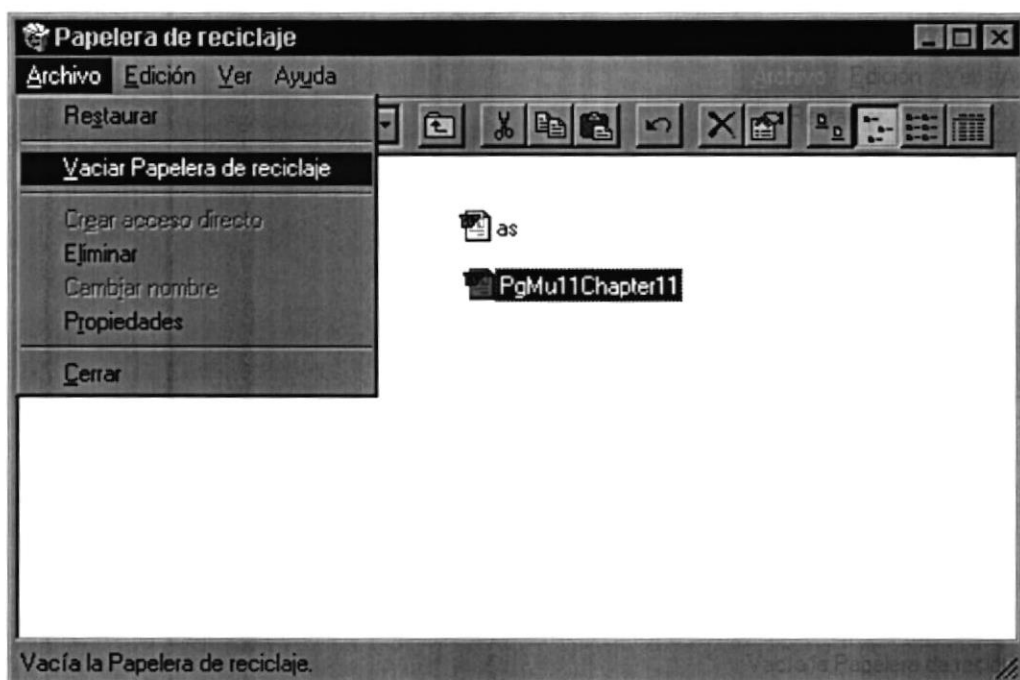 Papelera de reciclaje
Archivo Edición Ver Ayuda
Restaurar
Vaciar Papelera de reciclaje
Crear acceso directo
Eliminar
Cambiar nombre
Propiedades
Cerrar
as
PgMu11Chapter11
Vacía la Papelera de reciclaje.